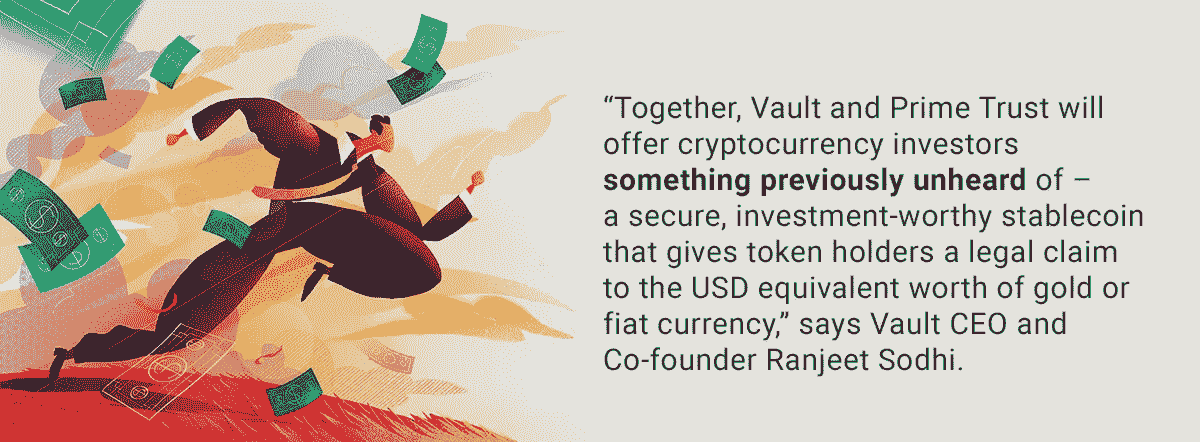 “Together, Vault and Prime Trust will
offer cryptocurrency investors
something previously unheard of –
a secure, investment-worthy stablecoin
that gives token holders a legal claim
to the USD equivalent worth of gold or
fiat currency,” says Vault CEO and
Co-founder Ranjeet Sodhi.